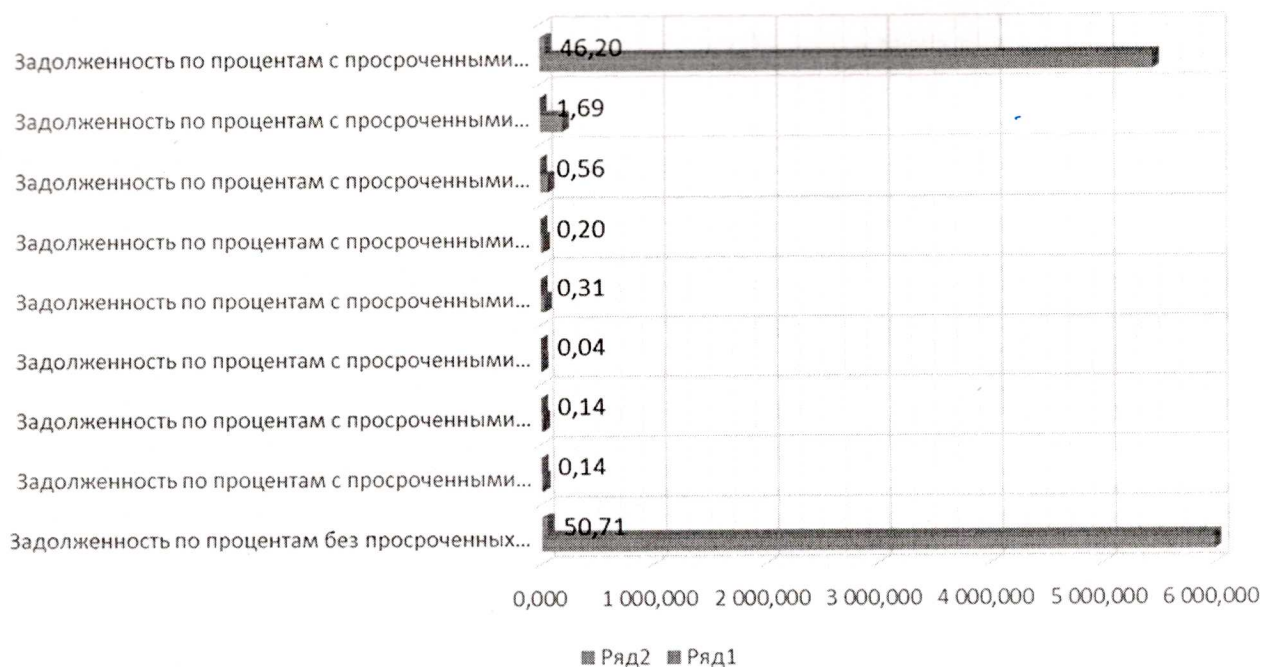 Задолженность по процентам с просроченными... 46,20
Задолженность по процентам с просроченными... 1,69
Задолженность по процентам с просроченными... 0,56
Задолженность по процентам с просроченными... 0,20
Задолженность по процентам с просроченными... 0,31
Задолженность по процентам с просроченными... 0,04
Задолженность по процентам с просроченными... 0,14
Задолженность по процентам с просроченными... 0,14
Задолженность по процентам без просроченных... 50,71
0,000 1 000,000 2 000,000 3 000,000 4 000,000 5 000,000 6 000,000
Ряд2 Ряд1